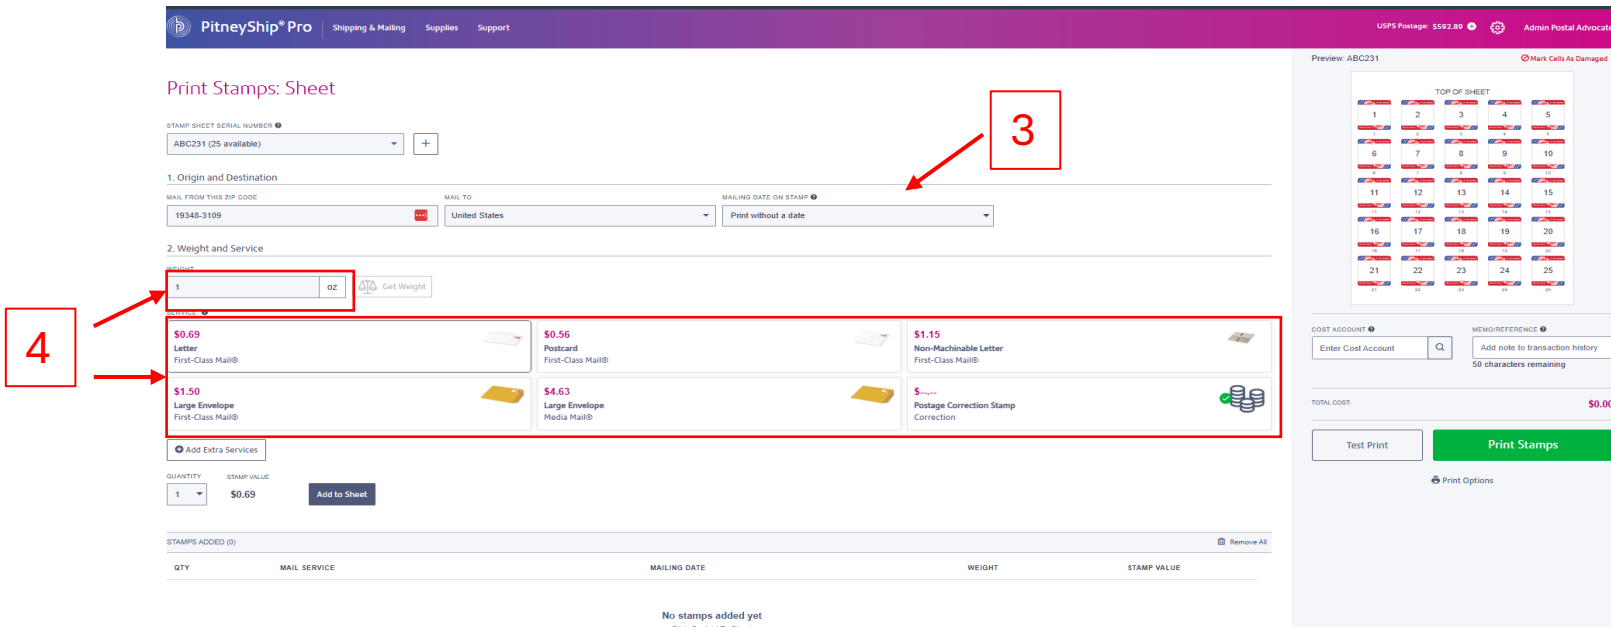 PitneyShip® Pro
Shipping & Mailing
Supplies
Support
USPS Postage: $592.89
Admin Postal Advocate
Print Stamps: Sheet
STAMP SHEET SERIAL NUMBER
ABC231 (25 available)
+
3
1. Origin and Destination
MAIL FROM THIS ZIP CODE
MAIL TO
MAILING DATE ON STAMP
19348-3109
United States
Print without a date
2. Weight and Service
WEIGHT
1
oz
Get Weight
4
SERVICE
$0.69
Letter
First-Class Mail®
$0.56
Postcard
First-Class Mail®
$1.15
Non-Machinable Letter
First-Class Mail®
$1.50
Large Envelope
First-Class Mail®
$4.63
Large Envelope
Media Mail®
$--.--
Postage Correction Stamp
Correction
Add Extra Services
QUANTITY
STAMP VALUE
1
$0.69
Add to Sheet
STAMPS ADDED (0)
Remove All
QTY
MAIL SERVICE
MAILING DATE
WEIGHT
STAMP VALUE
No stamps added yet
Preview: ABC231
Mark Cells As Damaged
TOP OF SHEET
1 2 3 4 5
6 7 8 9 10
11 12 13 14 15
16 17 18 19 20
21 22 23 24 25
COST ACCOUNT
MEMO/REFERENCE
Enter Cost Account
Add note to transaction history
50 characters remaining
TOTAL COST:
$0.00
Test Print
Print Stamps
Print Options